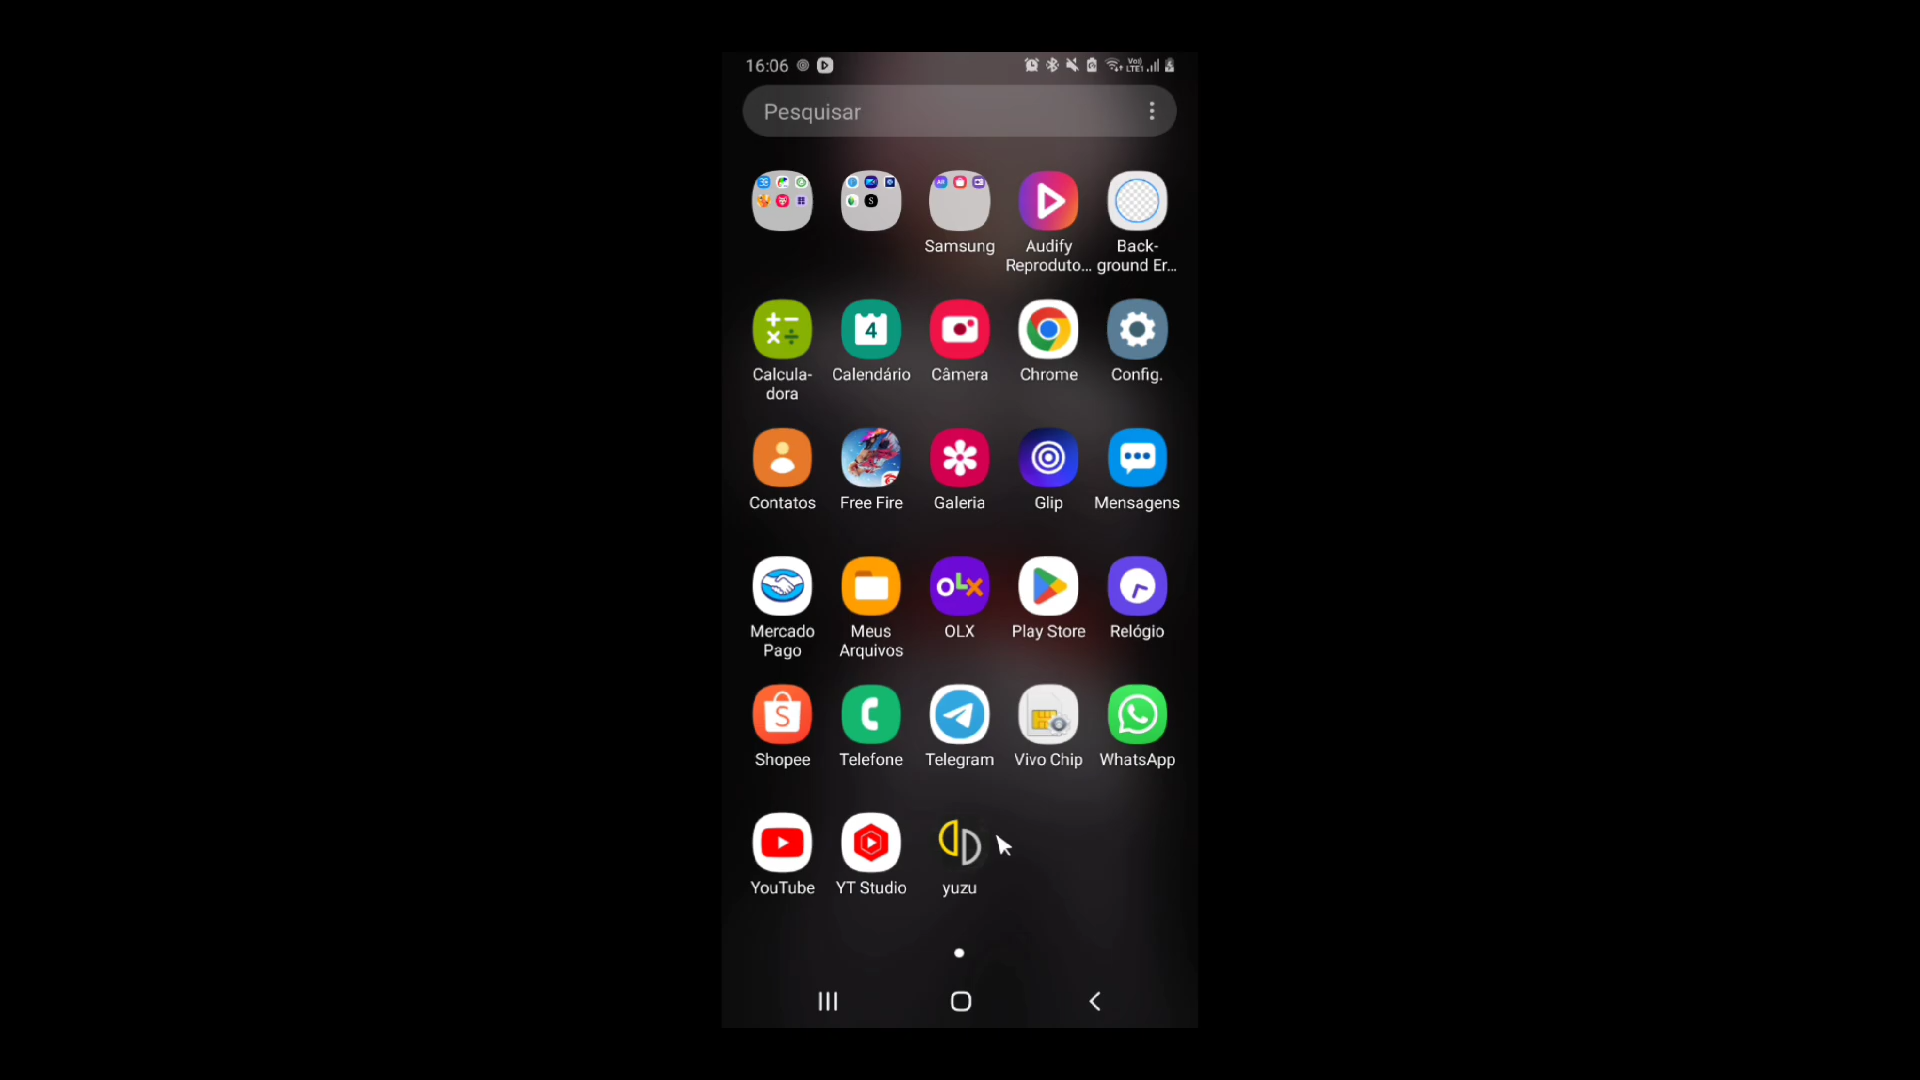 16:06
Pesquisar
Samsung
Audify
Reproduto...
Back-
ground Er...
Calcula-
dora
4
Calendário
Câmera
Chrome
Config.
Contatos
Free Fire
Galeria
Glip
Mensagens
Mercado
Pago
Meus
Arquivos
OLX
OLX
Play Store
Relógio
S
Shopee
Telefone
Telegram
Vivo Chip
WhatsApp
YouTube
YT Studio
yuzu